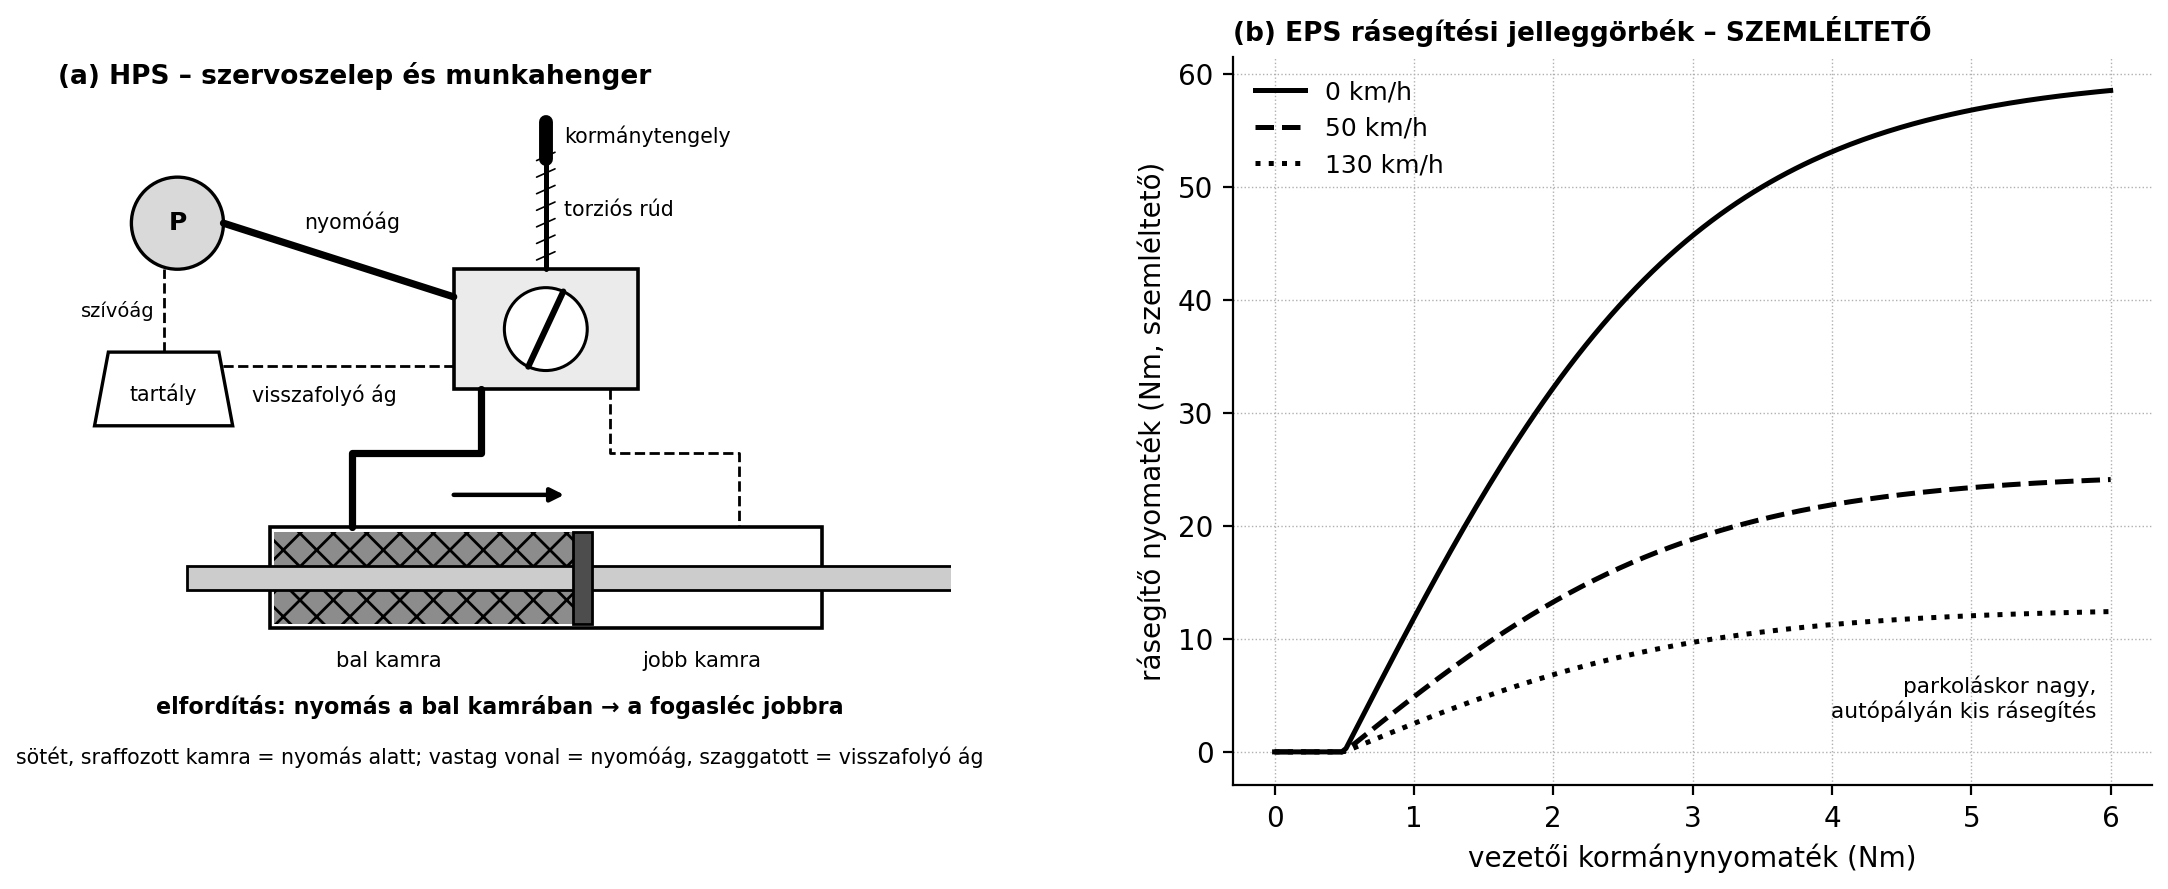 (a) HPS – szervoszelep és munkahenger
kormánytengely
torziós rúd
P
nyomóág
szívóág
tartály
visszafolyó ág
bal kamra
jobb kamra
elfordítás: nyomás a bal kamrában → a fogasléc jobbra
sötét, sraffozott kamra = nyomás alatt; vastag vonal = nyomóág, szaggatott = visszafolyó ág
(b) EPS rásegítési jelleggörbék – SZEMLÉLTETŐ
0 km/h
50 km/h
130 km/h
rásegítő nyomaték (Nm, szemléltető)
60
50
40
30
20
10
0
parkoláskor nagy,
autópályán kis rásegítés
0 1 2 3 4 5 6
vezetői kormánynyomaték (Nm)